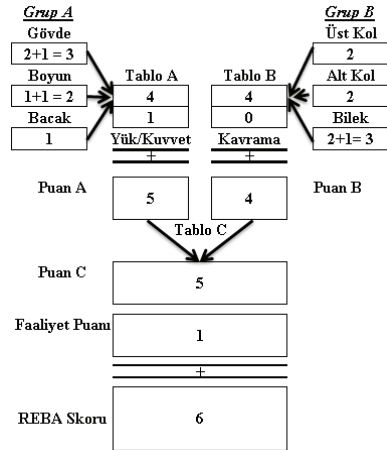 Grup A Grup B
Gövde Üst Kol
2+1 = 3 2
Boyun Tablo A Tablo B Alt Kol
1+1 = 2 4 4 2
Bacak 1 0 Bilek
1 Yük/Kuvvet Kavrama 2+1= 3
+ +
Puan A 5 4 Puan B
Tablo C
Puan C
5
Faaliyet Puanı 1
+
REBA Skoru 6